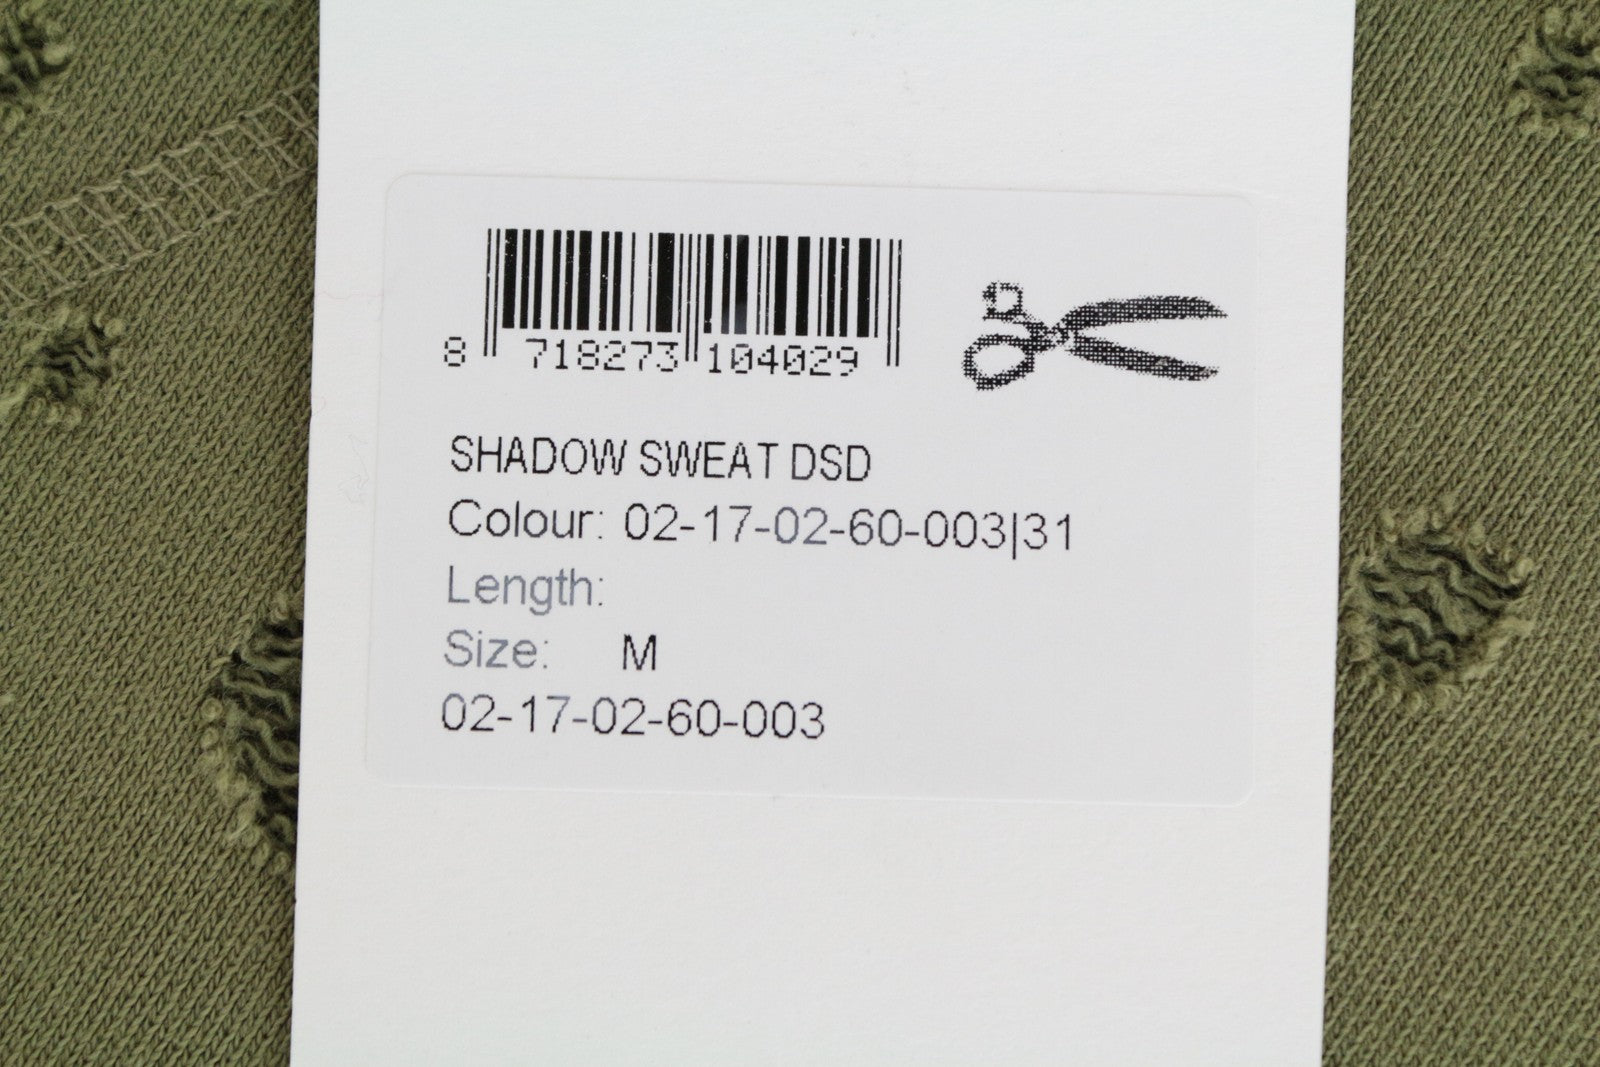 8 718273 104029
SHADOW SWEAT DSD
Colour: 02-17-02-60-003|31
Length:
Size: M
02-17-02-60-003